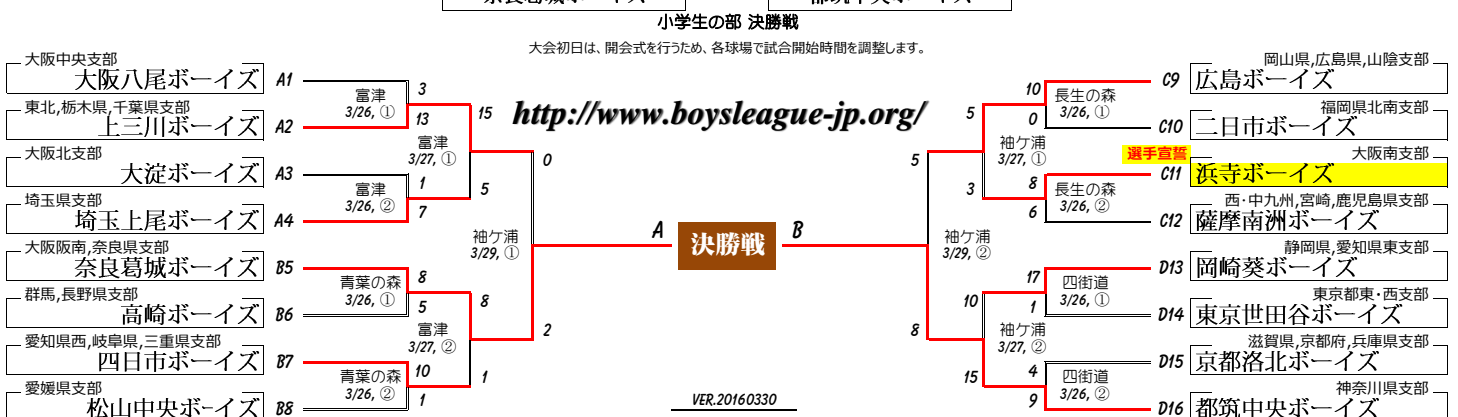 奈良葛城ボーイズ
都筑中央ボーイズ
小学生の部 決勝戦
大会初日は、開会式を行うため、各球場で試合開始時間を調整します。
http://www.boysleague-jp.org/
大阪中央支部
大阪八尾ボーイズ A1
東北,栃木県,千葉県支部
上三川ボーイズ A2
大阪北支部
大淀ボーイズ A3
埼玉県支部
埼玉上尾ボーイズ A4
大阪阪南,奈良県支部
奈良葛城ボーイズ B5
群馬,長野県支部
高崎ボーイズ B6
愛知県西,岐阜県,三重県支部
四日市ボーイズ B7
愛媛県支部
松山中央ボーイズ B8
3
富津
3/26, ①
13
1
富津
3/26, ②
7
8
青葉の森
3/26, ①
5
10
青葉の森
3/26, ②
1
15
富津
3/27, ①
5
8
富津
3/27, ②
1
0
袖ケ浦
3/29, ①
2
A 決勝戦 B
5
袖ケ浦
3/29, ②
8
5
袖ケ浦
3/27, ①
3
10
袖ケ浦
3/27, ②
15
10
長生の森
3/26, ①
0
8
長生の森
3/26, ②
6
17
四街道
3/26, ①
1
4
四街道
3/26, ②
9
岡山県,広島県,山陰支部
C9 広島ボーイズ
福岡県北南支部
C10 二日市ボーイズ
選手宣誓
大阪南支部
C11 浜寺ボーイズ
西・中九州,宮崎,鹿児島県支部
C12 薩摩南洲ボーイズ
静岡県,愛知県東支部
D13 岡崎葵ボーイズ
東京都東・西支部
D14 東京世田谷ボーイズ
滋賀県,京都府,兵庫県支部
D15 京都洛北ボーイズ
神奈川県支部
D16 都筑中央ボーイズ
VER.20160330